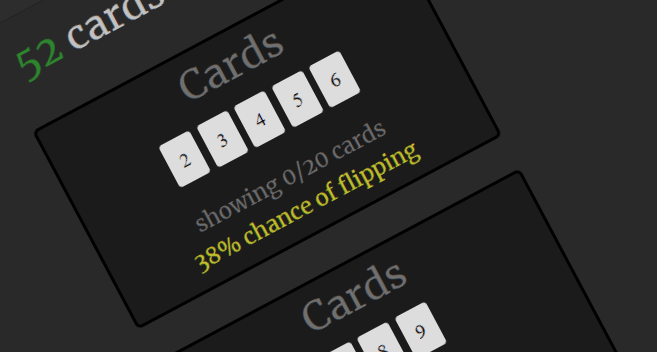 52 cards
Cards
2 3 4 5 6
showing 0/20 cards
38% chance of flipping
Cards
8 9